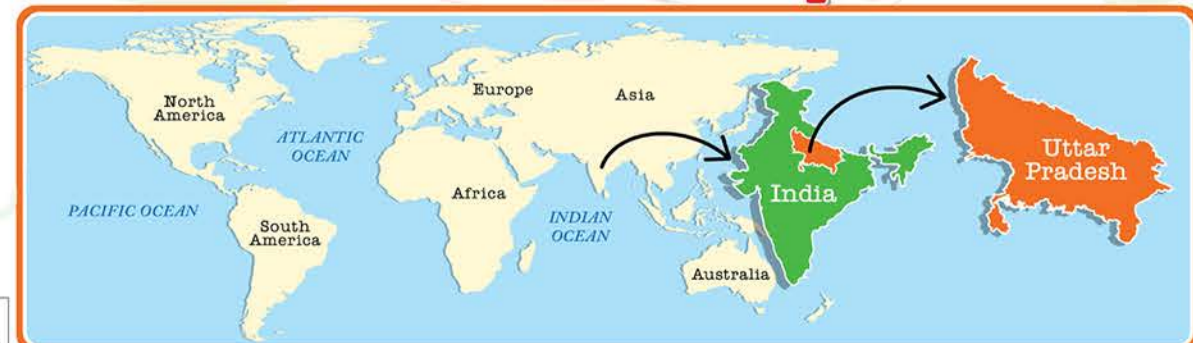 North
America
Europe
Asia
ATLANTIC
OCEAN
Uttar
Pradesh
Africa
India
PACIFIC OCEAN
INDIAN
OCEAN
South
America
Australia